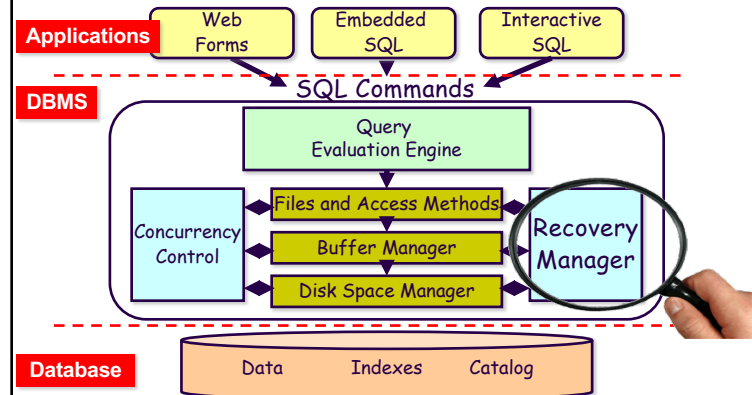 Applications
Web
Forms
Embedded
SQL
Interactive
SQL
SQL Commands
DBMS
Query
Evaluation Engine
Concurrency
Control
Files and Access Methods
Buffer Manager
Disk Space Manager
Recovery
Manager
Database
Data
Indexes
Catalog